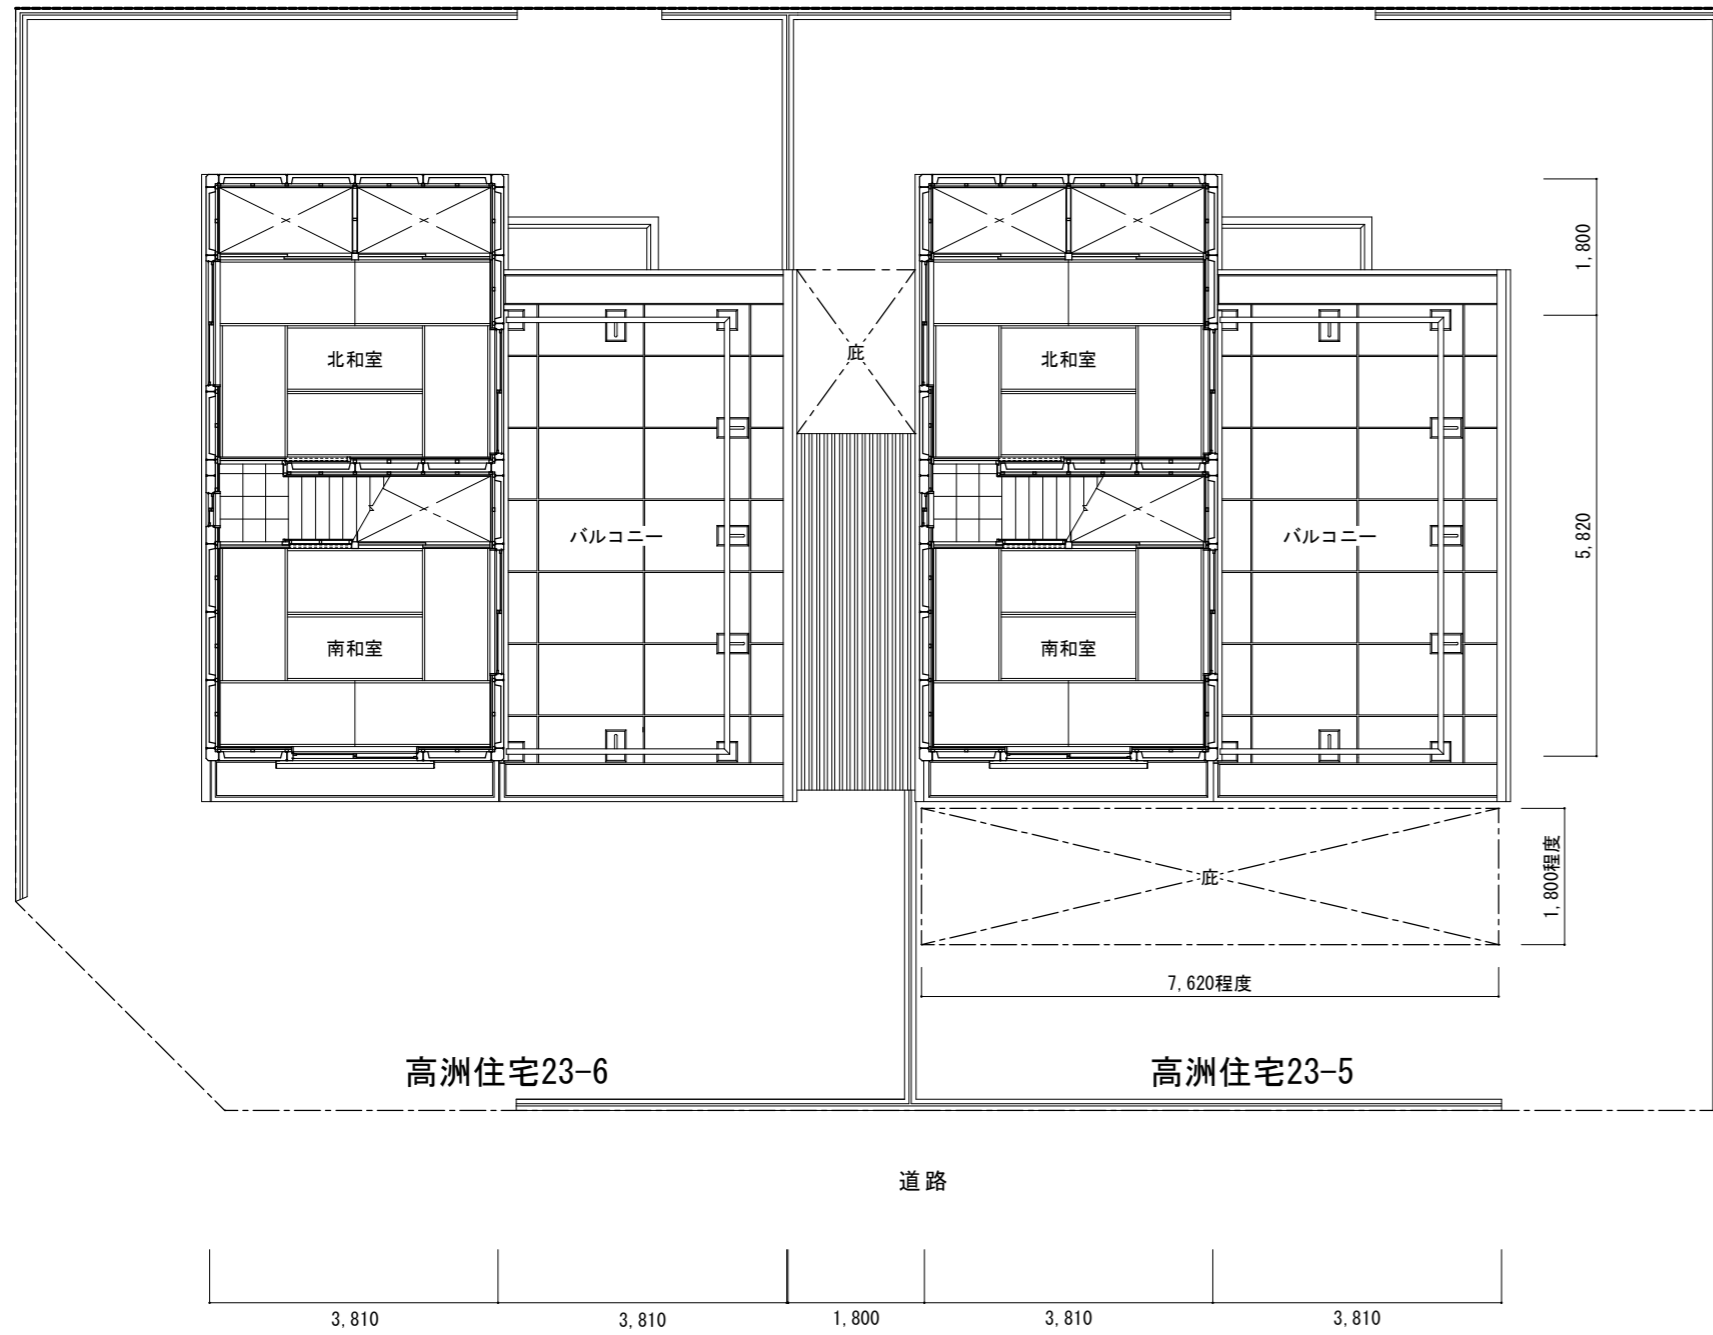 1,800
北和室
庇
北和室
5,820
バルコニー
バルコニー
南和室
南和室
庇
1,800程度
7,620程度
高洲住宅23-6
高洲住宅23-5
道路
3,810
3,810
1,800
3,810
3,810